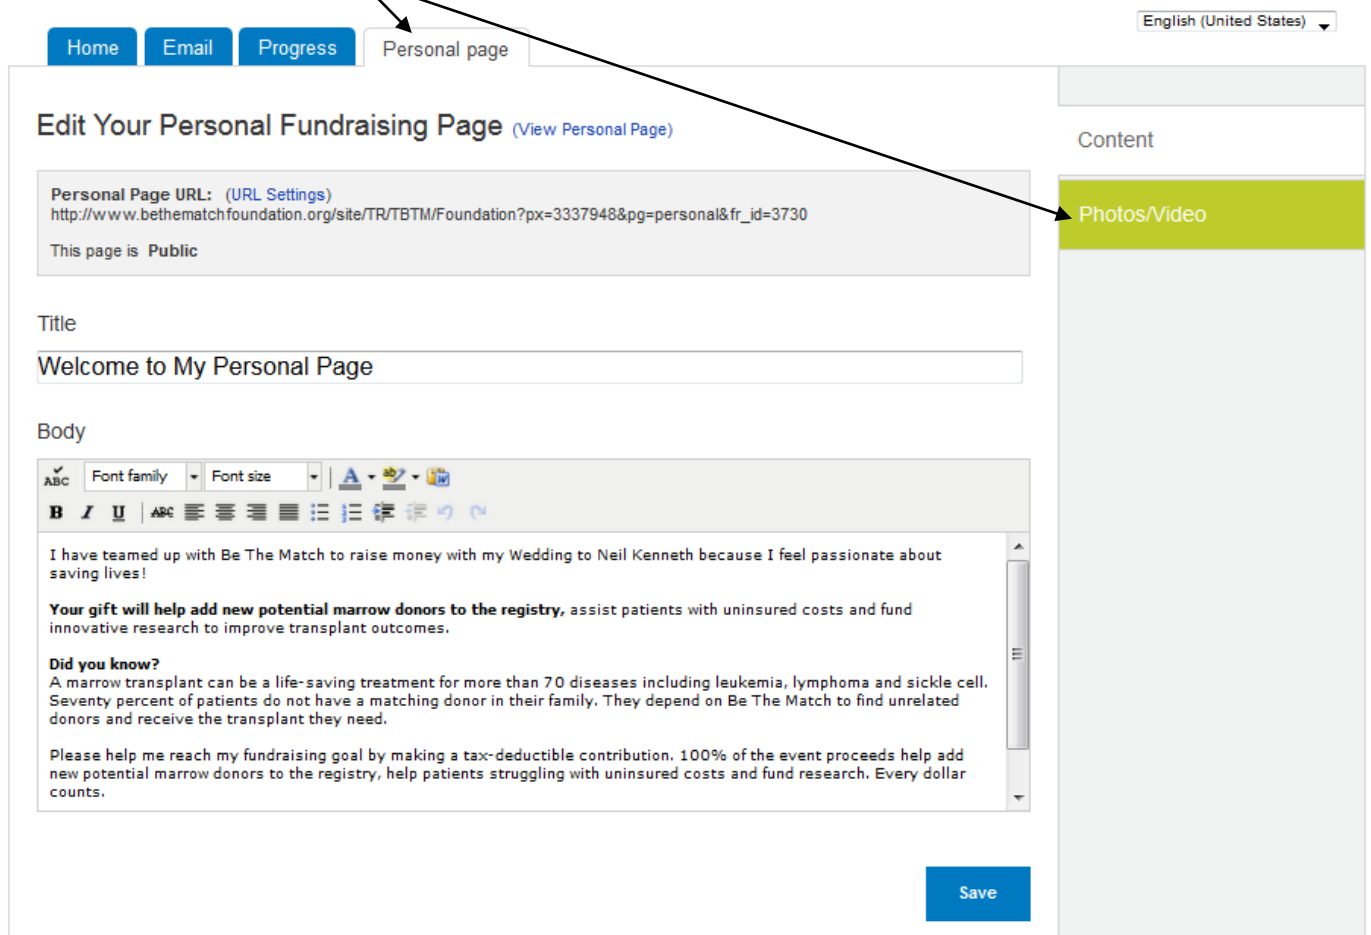 English (United States)
Home Email Progress Personal page
Edit Your Personal Fundraising Page (View Personal Page)
Content
Personal Page URL: (URL Settings)
http://www.bethematchfoundation.org/site/TR/TBTM/Foundation?px=3337948&pg=personal&fr_id=3730
Photos/Video
This page is Public
Title
Welcome to My Personal Page
Body
ABC Font family Font size A ab W
B I U ABC
I have teamed up with Be The Match to raise money with my Wedding to Neil Kenneth because I feel passionate about
saving lives!
Your gift will help add new potential marrow donors to the registry, assist patients with uninsured costs and fund
innovative research to improve transplant outcomes.
Did you know?
A marrow transplant can be a life-saving treatment for more than 70 diseases including leukemia, lymphoma and sickle cell.
Seventy percent of patients do not have a matching donor in their family. They depend on Be The Match to find unrelated
donors and receive the transplant they need.
Please help me reach my fundraising goal by making a tax-deductible contribution. 100% of the event proceeds help add
new potential marrow donors to the registry, help patients struggling with uninsured costs and fund research. Every dollar
counts.
Save